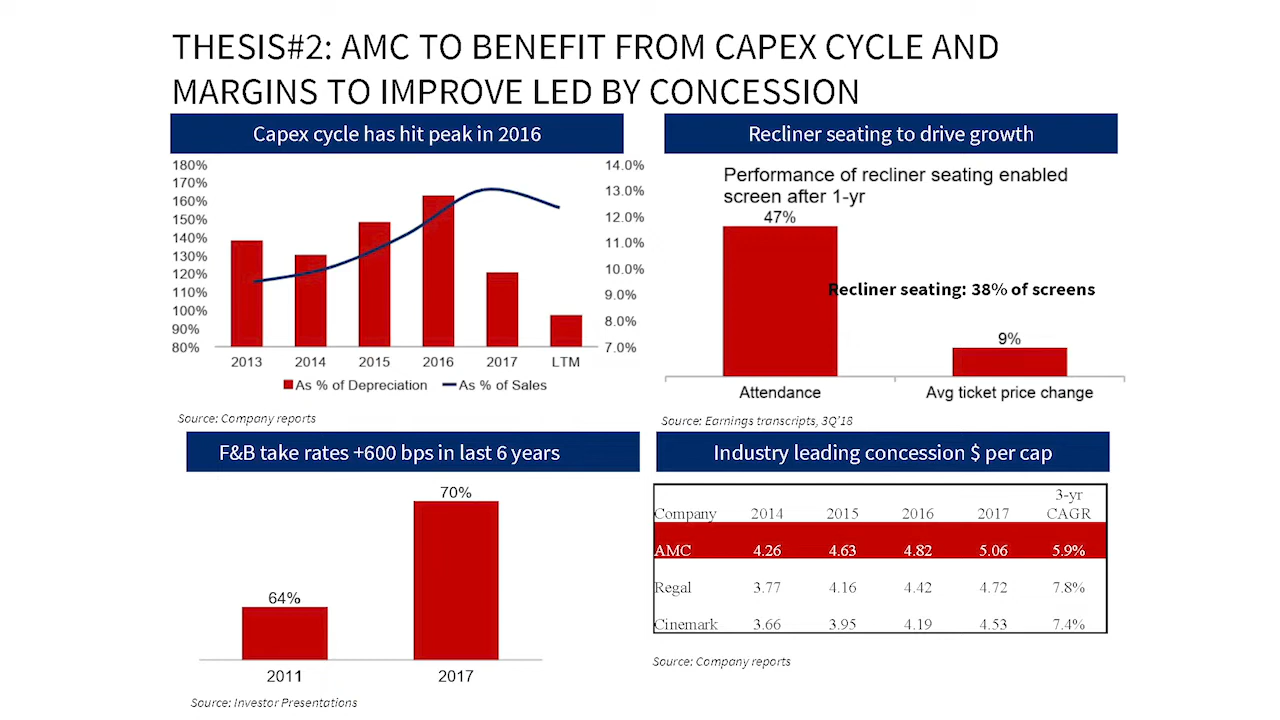 THESIS#2: AMC TO BENEFIT FROM CAPEX CYCLE AND
MARGINS TO IMPROVE LED BY CONCESSION
Capex cycle has hit peak in 2016
180%
170%
160%
150%
140%
130%
120%
110%
100%
90%
80%
14.0%
13.0%
12.0%
11.0%
10.0%
9.0%
8.0%
7.0%
2013 2014 2015 2016 2017 LTM
As % of Depreciation As % of Sales
Source: Company reports
Recliner seating to drive growth
Performance of recliner seating enabled
screen after 1-yr
47%
Recliner seating: 38% of screens
9%
Attendance Avg ticket price change
Source: Earnings transcripts, 3Q'18
F&B take rates +600 bps in last 6 years
70%
64%
2011 2017
Source: Investor Presentations
Industry leading concession $ per cap
3-yr
Company 2014 2015 2016 2017 CAGR
AMC 4.26 4.63 4.82 5.06 5.9%
Regal 3.77 4.16 4.42 4.72 7.8%
Cinemark 3.66 3.95 4.19 4.53 7.4%
Source: Company reports